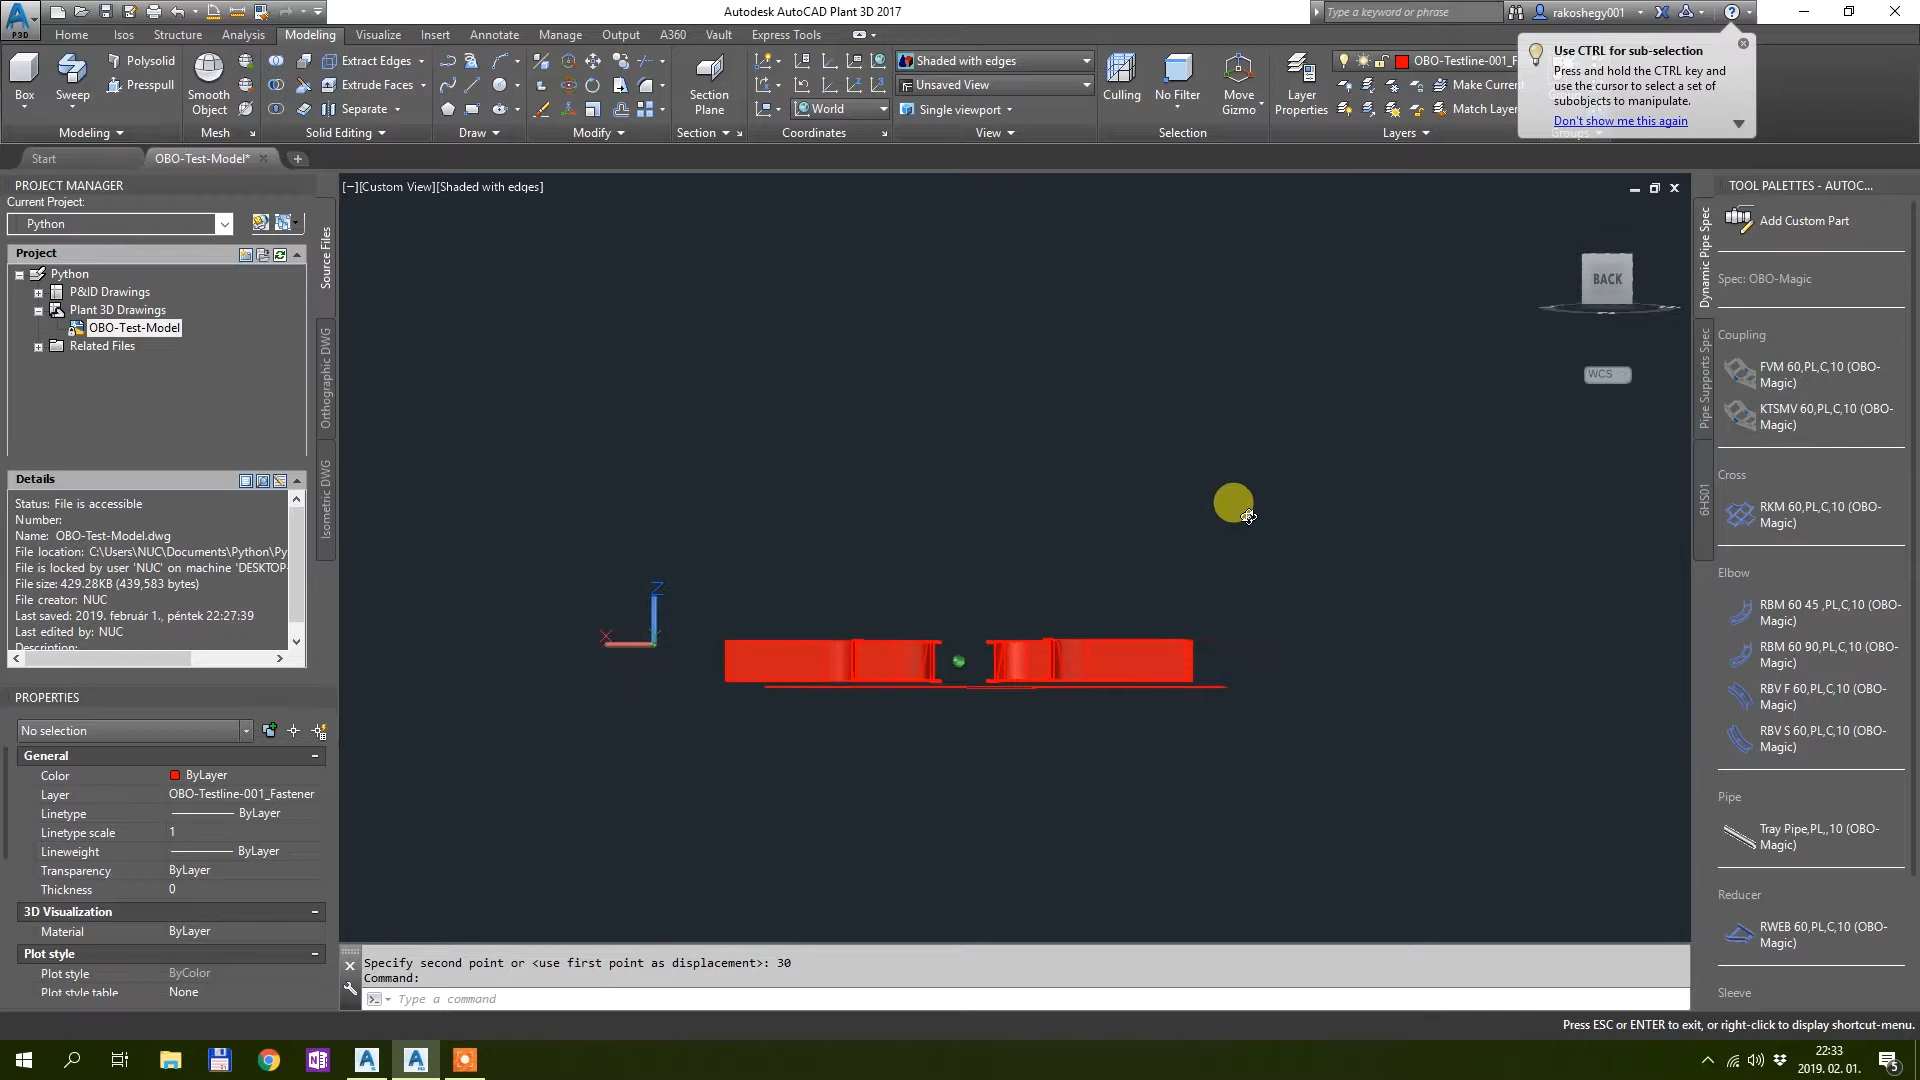 Autodesk AutoCAD Plant 3D 2017
Type a keyword or phrase
rakoshegy001
P3D
Home
Isos
Structure
Analysis
Modeling
Visualize
Insert
Annotate
Manage
Output
A360
Vault
Express Tools
Box
Sweep
Polysolid
Presspull
Smooth
Object
Extract Edges
Extrude Faces
Separate
Section
Plane
World
Shaded with edges
Unsaved View
Single viewport
Culling
No Filter
Move
Gizmo
Layer
Properties
OBO-Testline-001_F
Make Current
Match Layer
Modeling
Mesh
Solid Editing
Draw
Modify
Section
Coordinates
View
Selection
Layers
Use CTRL for sub-selection
Press and hold the CTRL key and
use the cursor to select a set of
subobjects to manipulate.
Don't show me this again
Start
OBO-Test-Model*
PROJECT MANAGER
Current Project:
Python
Project
Python
P&ID Drawings
Plant 3D Drawings
OBO-Test-Model
Related Files
Source Files
Orthographic DWG
Isometric DWG
Details
Status: File is accessible
Number:
Name: OBO-Test-Model.dwg
File location: C:\Users\NUC\Documents\Python\Py
File is locked by user 'NUC' on machine 'DESKTOP-
File size: 429.28KB (439,583 bytes)
File creator: NUC
Last saved: 2019. február 1., péntek 22:27:39
Last edited by: NUC
Description:
PROPERTIES
No selection
General
Color ByLayer
Layer OBO-Testline-001_Fastener
Linetype ByLayer
Linetype scale 1
Lineweight ByLayer
Transparency ByLayer
Thickness 0
3D Visualization
Material ByLayer
Plot style
Plot style ByColor
Plot style table None
[−][Custom View][Shaded with edges]
BACK
WCS
Z
X
Y
Specify second point or <use first point as displacement>: 30
Command:
Type a command
TOOL PALETTES - AUTOC...
Dynamic Pipe Spec
Pipe Supports Spec
6HS01
Add Custom Part
Spec: OBO-Magic
Coupling
FVM 60,PL,C,10 (OBO-
Magic)
KTSMV 60,PL,C,10 (OBO-
Magic)
Cross
RKM 60,PL,C,10 (OBO-
Magic)
Elbow
RBM 60 45 ,PL,C,10 (OBO-
Magic)
RBM 60 90,PL,C,10 (OBO-
Magic)
RBV F 60,PL,C,10 (OBO-
Magic)
RBV S 60,PL,C,10 (OBO-
Magic)
Pipe
Tray Pipe,PL,,10 (OBO-
Magic)
Reducer
RWEB 60,PL,C,10 (OBO-
Magic)
Sleeve
Press ESC or ENTER to exit, or right-click to display shortcut-menu.
22:33
2019. 02. 01.
5